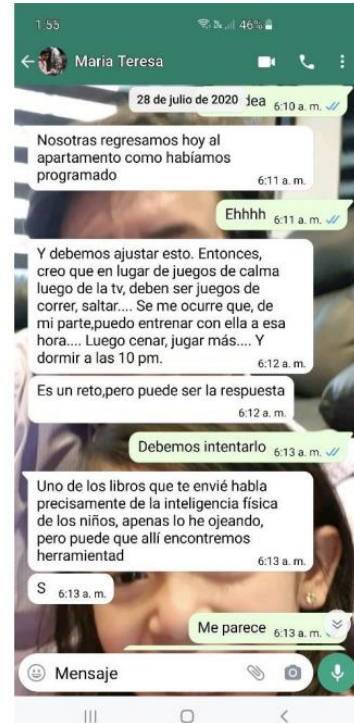 1:55
46%
Maria Teresa
28 de julio de 2020
dea 6:10 a. m.
Nosotras regresamos hoy al
apartamento como habíamos
programado
6:11 a. m.
Ehhhh 6:11 a. m.
Y debemos ajustar esto. Entonces,
creo que en lugar de juegos de calma
luego de la tv, deben ser juegos de
correr, saltar.... Se me ocurre que, de
mi parte,puedo entrenar con ella a esa
hora.... Luego cenar, jugar más.... Y
dormir a las 10 pm.
6:12 a. m.
Es un reto,pero puede ser la respuesta
6:12 a. m.
Debemos intentarlo 6:13 a. m.
Uno de los libros que te envié habla
precisamente de la inteligencia física
de los niños, apenas lo he ojeando,
pero puede que allí encontremos
herramientad
6:13 a. m.
S 6:13 a. m.
Me parece 6:13 a. m.
Mensaje